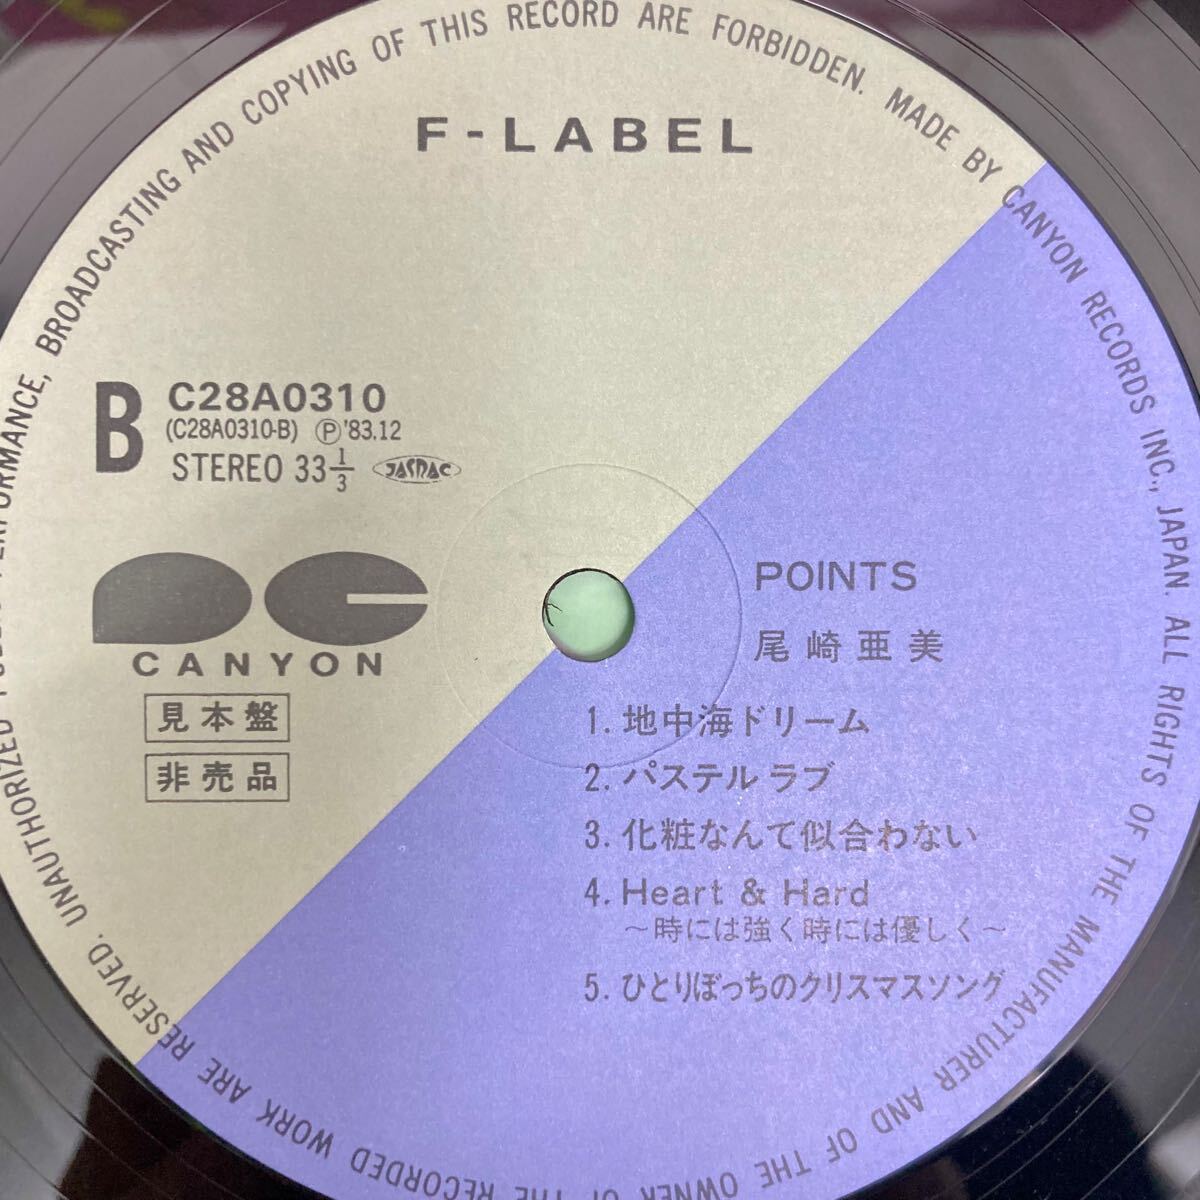 F-LABEL
B
C28A0310
(C28A0310-B) Ⓟ'83.12
STEREO 33 1/3 JASRAC
CANYON
見本盤
非売品
POINTS
尾崎亜美
1. 地中海ドリーム
2. パステル ラブ
3. 化粧なんて似合わない
4. Heart & Hard
～時には強く時には優しく～
5. ひとりぼっちのクリスマスソング
MADE BY CANYON RECORDS INC., JAPAN. ALL RIGHTS OF THE MANUFACTURER AND OF THE OWNER OF THE RECORDED WORK ARE RESERVED. UNAUTHORIZED PUBLIC PERFORMANCE, BROADCASTING AND COPYING OF THIS RECORD ARE FORBIDDEN.